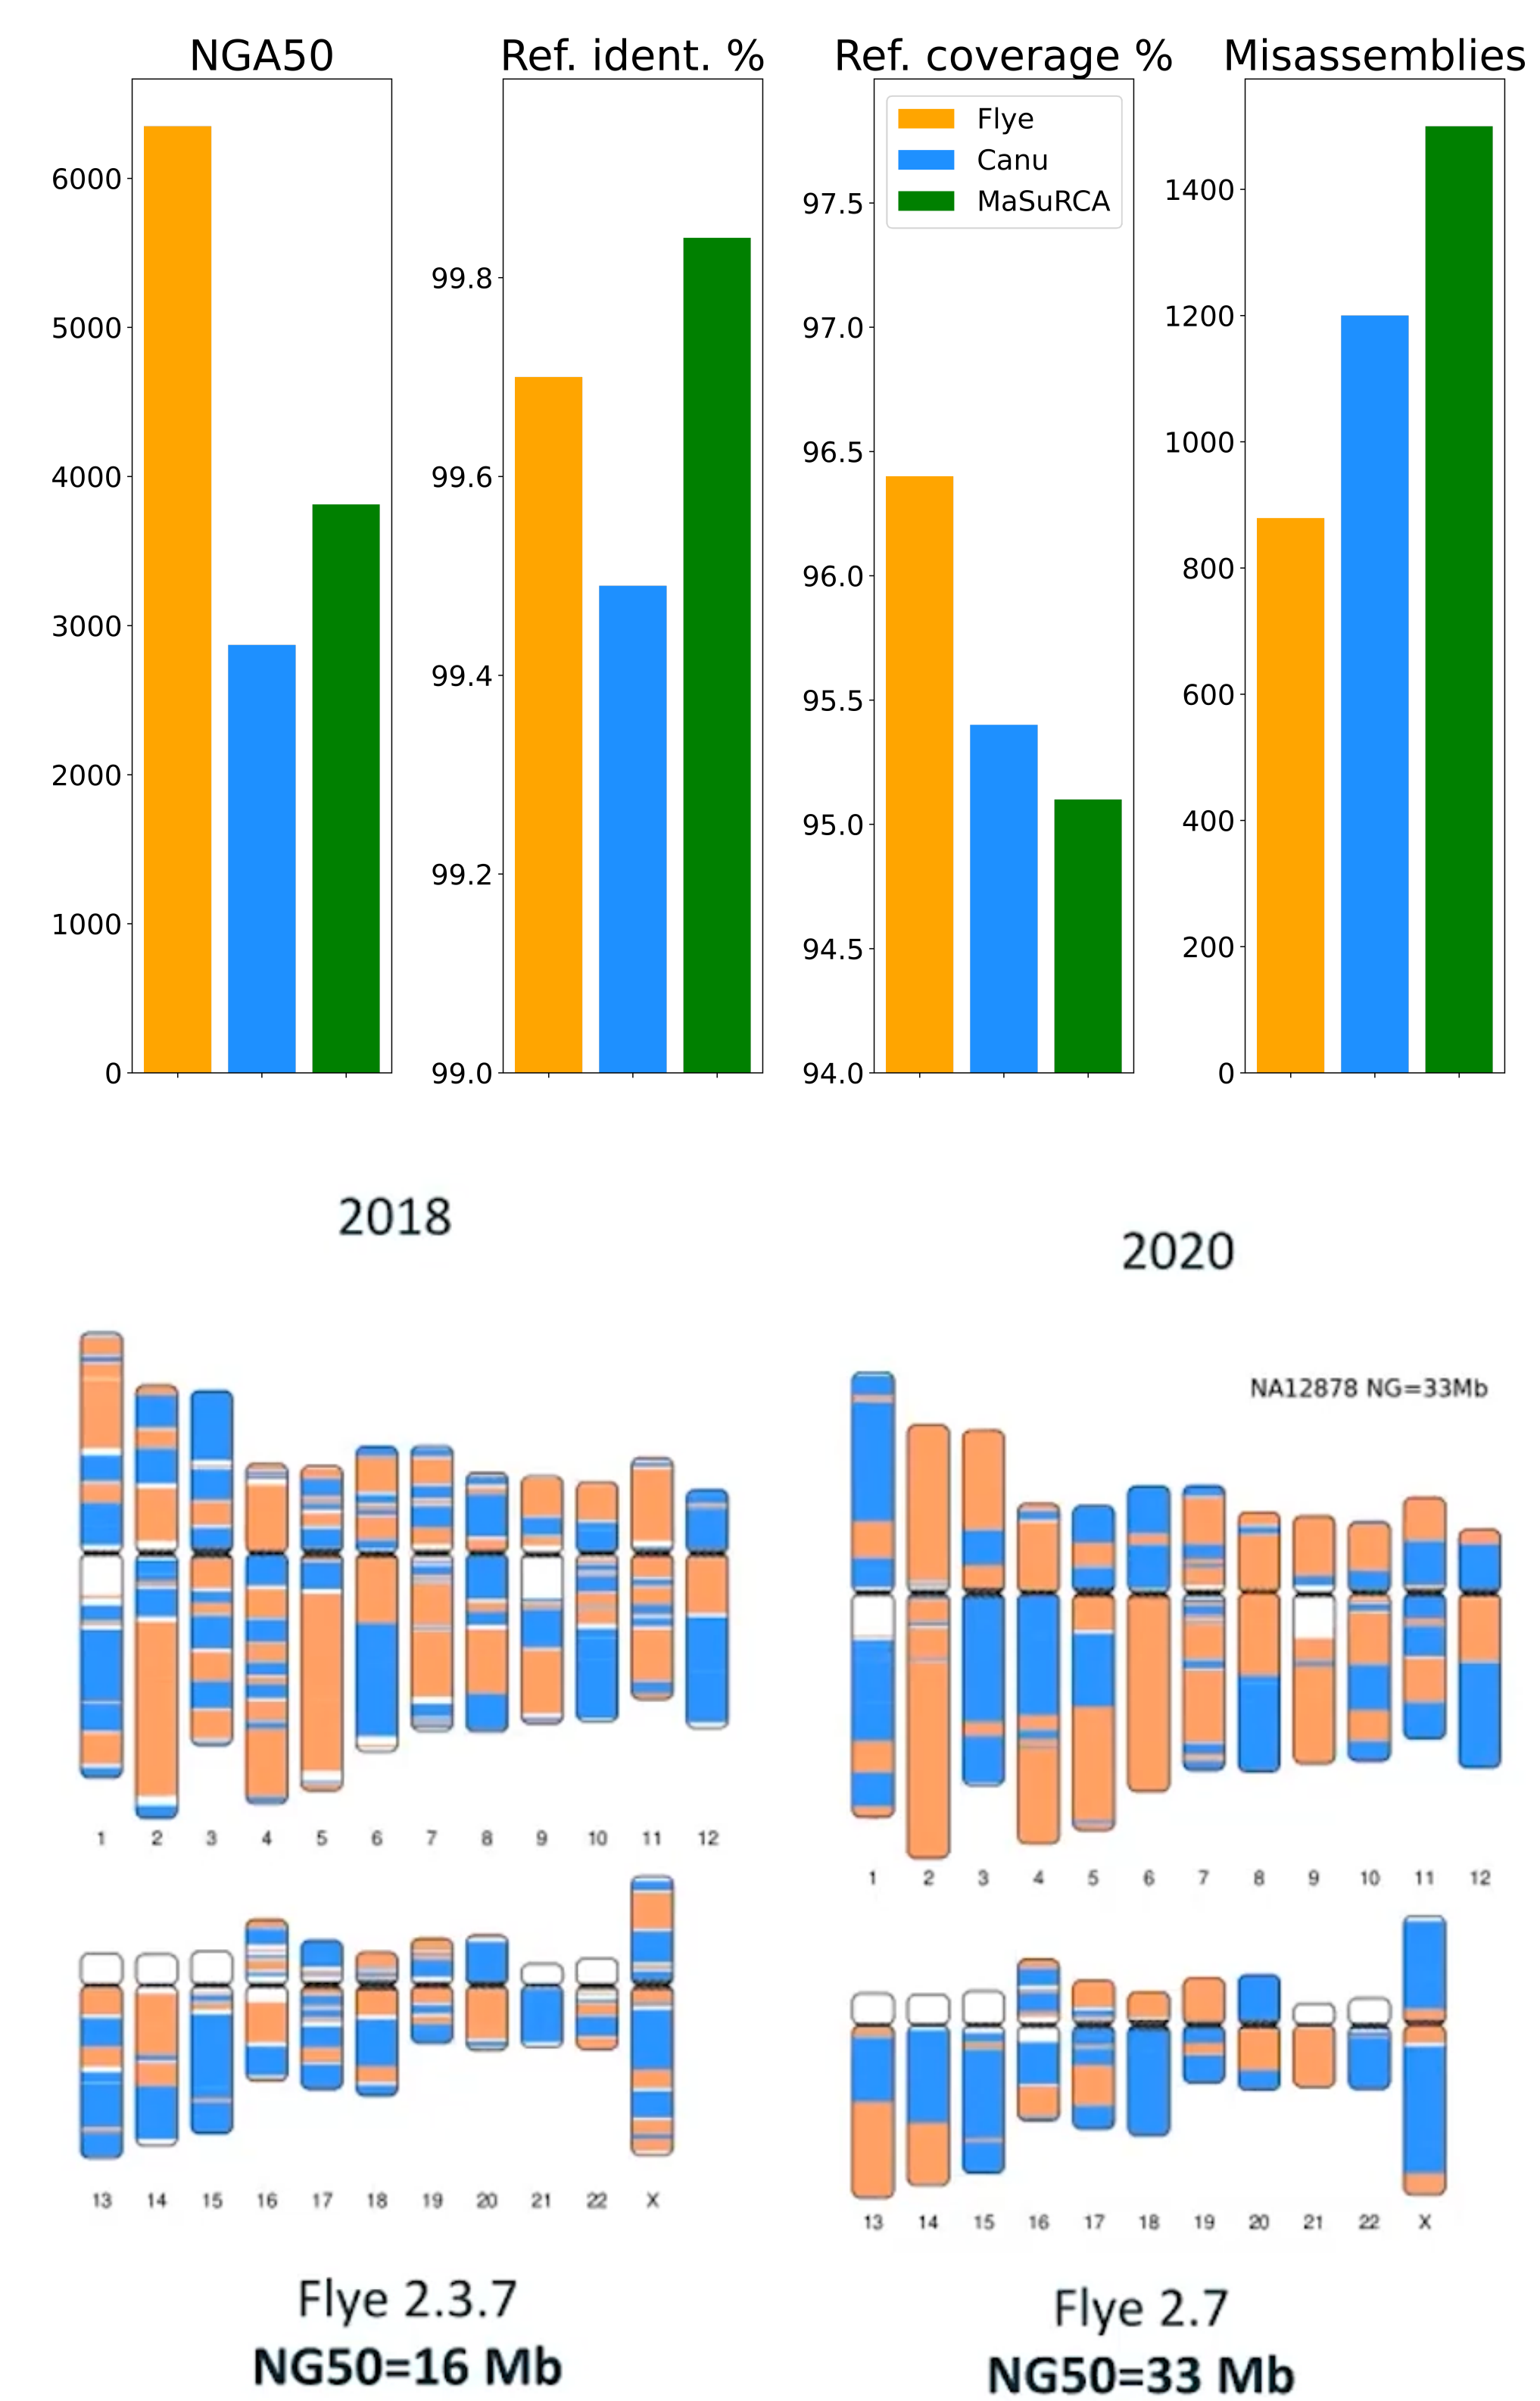 NGA50
Ref. ident. %
Ref. coverage %
Misassemblies
6000
5000
4000
3000
2000
1000
0
99.8
99.6
99.4
99.2
99.0
97.5
97.0
96.5
96.0
95.5
95.0
94.5
94.0
Flye
Canu
MaSuRCA
1400
1200
1000
800
600
400
200
0
2018
1 2 3 4 5 6 7 8 9 10 11 12
13 14 15 16 17 18 19 20 21 22 X
Flye 2.3.7
NG50=16 Mb
2020
NA12878 NG=33Mb
1 2 3 4 5 6 7 8 9 10 11 12
13 14 15 16 17 18 19 20 21 22 X
Flye 2.7
NG50=33 Mb